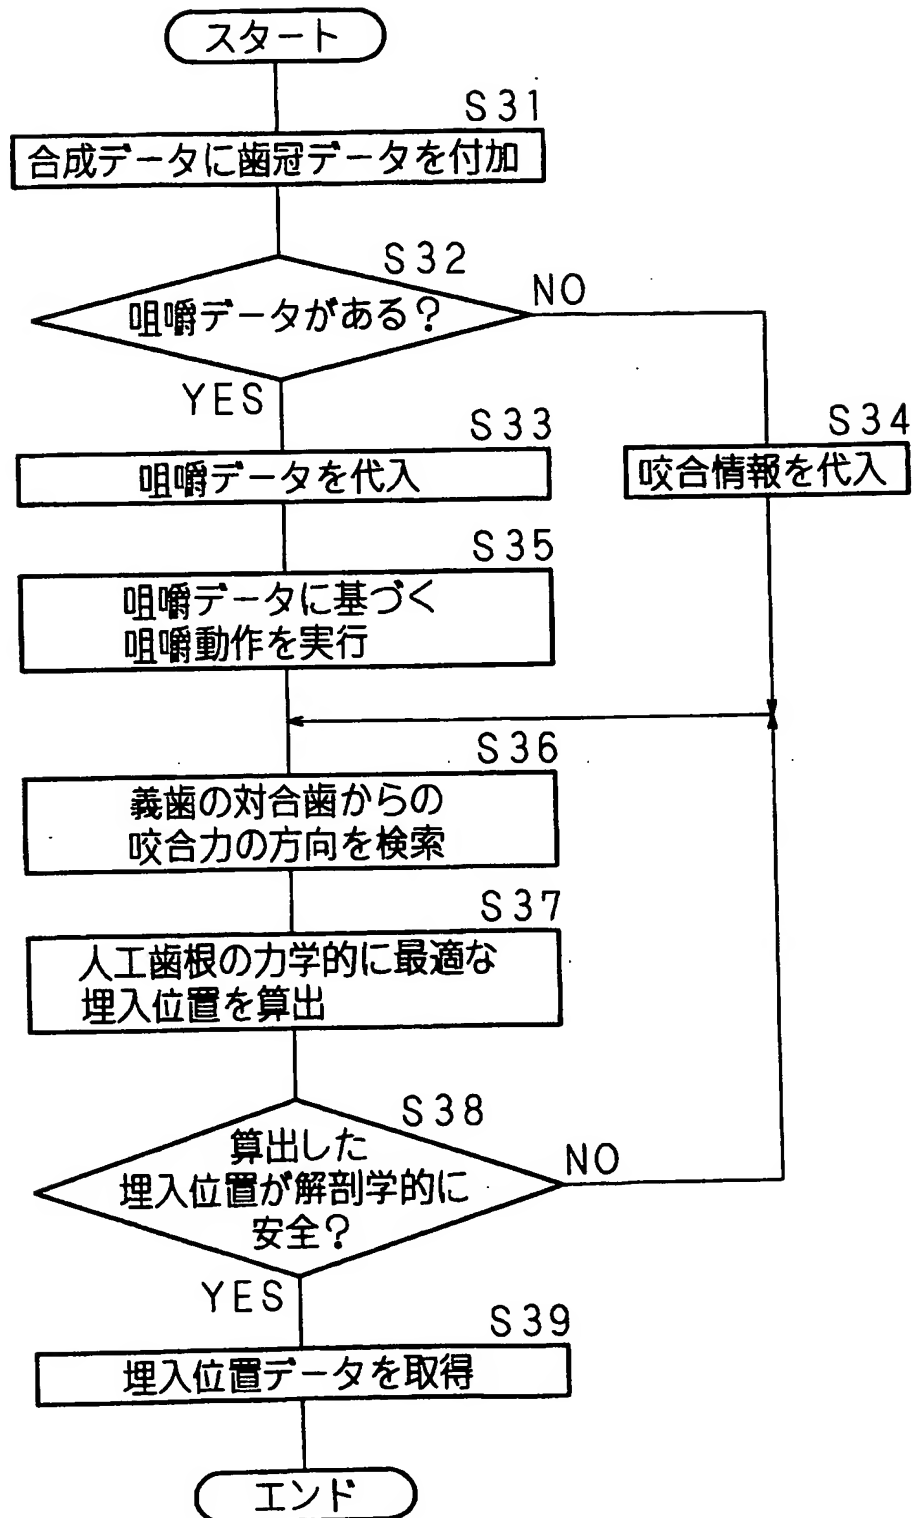 スタート
S31
合成データに歯冠データを付加
S32
咀嚼データがある?
NO
YES
S33
咀嚼データを代入
S34
咬合情報を代入
S35
咀嚼データに基づく
咀嚼動作を実行
S36
義歯の対合歯からの
咬合力の方向を検索
S37
人工歯根の力学的に最適な
埋入位置を算出
S38
算出した
埋入位置が解剖学的に
安全?
NO
YES
S39
埋入位置データを取得
エンド